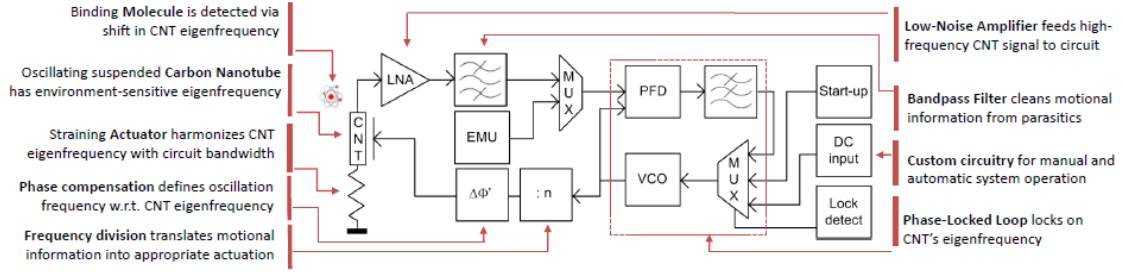 Binding Molecule is detected via
shift in CNT eigenfrequency
Oscillating suspended Carbon Nanotube
has environment-sensitive eigenfrequency
Straining Actuator harmonizes CNT
eigenfrequency with circuit bandwidth
Phase compensation defines oscillation
frequency w.r.t. CNT eigenfrequency
Frequency division translates motional
information into appropriate actuation
LNA
MUX
PFD
Start-up
CNT
EMU
DC
input
VCO
MUX
ΔΦ'
: n
Lock
detect
Low-Noise Amplifier feeds high-
frequency CNT signal to circuit
Bandpass Filter cleans motional
information from parasitics
Custom circuitry for manual and
automatic system operation
Phase-Locked Loop locks on
CNT's eigenfrequency